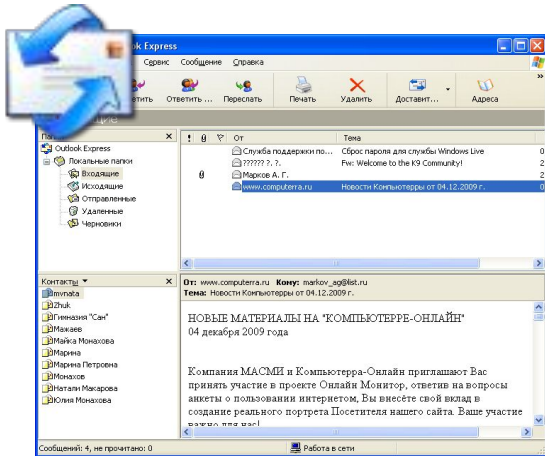 ok Express
Сервис Сообщение Справка
Ответить ... Переслать Печать Удалить Доставит... Адреса
Outlook Express
Локальные папки
Входящие
Исходящие
Отправленные
Удаленные
Черновики
От Тема
Служба поддержки по... Сброс пароля для службы Windows Live
?????? ?. ?. Fw: Welcome to the K9 Community!
Марков А. Г.
www.computerra.ru Новости Компьютерры от 04.12.2009 г.
Контакты
mvnata
Zhuk
Гимназия "Сан"
Мажаев
Майка Монахова
Марина
Марина Петровна
Монахов
Натали Макарова
Юлия Монахова
От: www.computerra.ru Кому: markov_ag@list.ru
Тема: Новости Компьютерры от 04.12.2009 г.
НОВЫЕ МАТЕРИАЛЫ НА "КОМПЬЮТЕРРЕ-ОНЛАЙН"
04 декабря 2009 года
Компания МАСМИ и Компьютерра-Онлайн приглашают Вас
принять участие в проекте Онлайн Монитор, ответив на вопросы
анкеты о пользовании интернетом, Вы внесёте свой вклад в
создание реального портрета Посетителя нашего сайта. Ваше участие
важно для нас!
Сообщений: 4, не прочитано: 0 Работа в сети